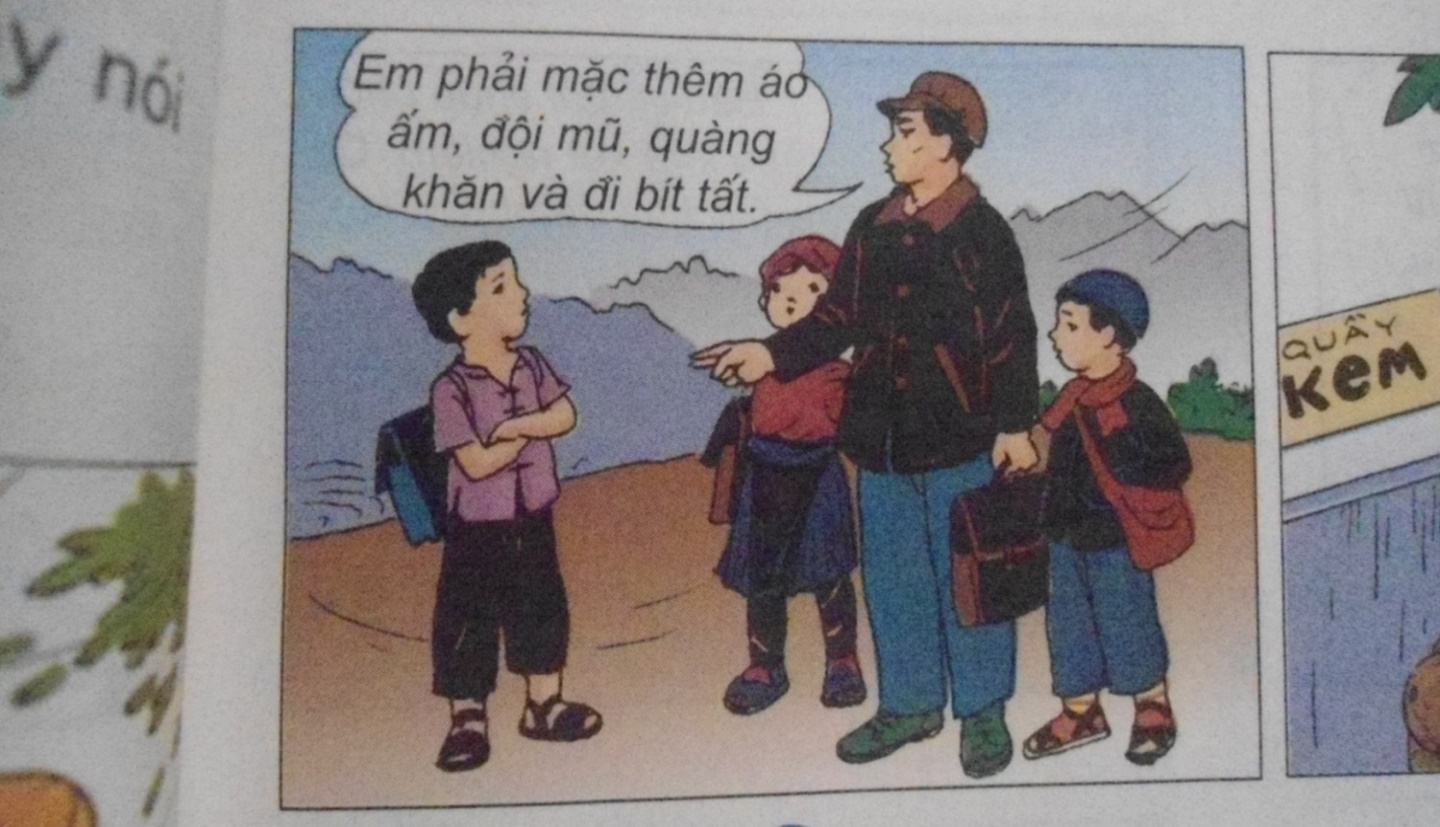 y nói
Em phải mặc thêm áo
ấm, đội mũ, quàng
khăn và đi bít tất.
QUẦY
KEM